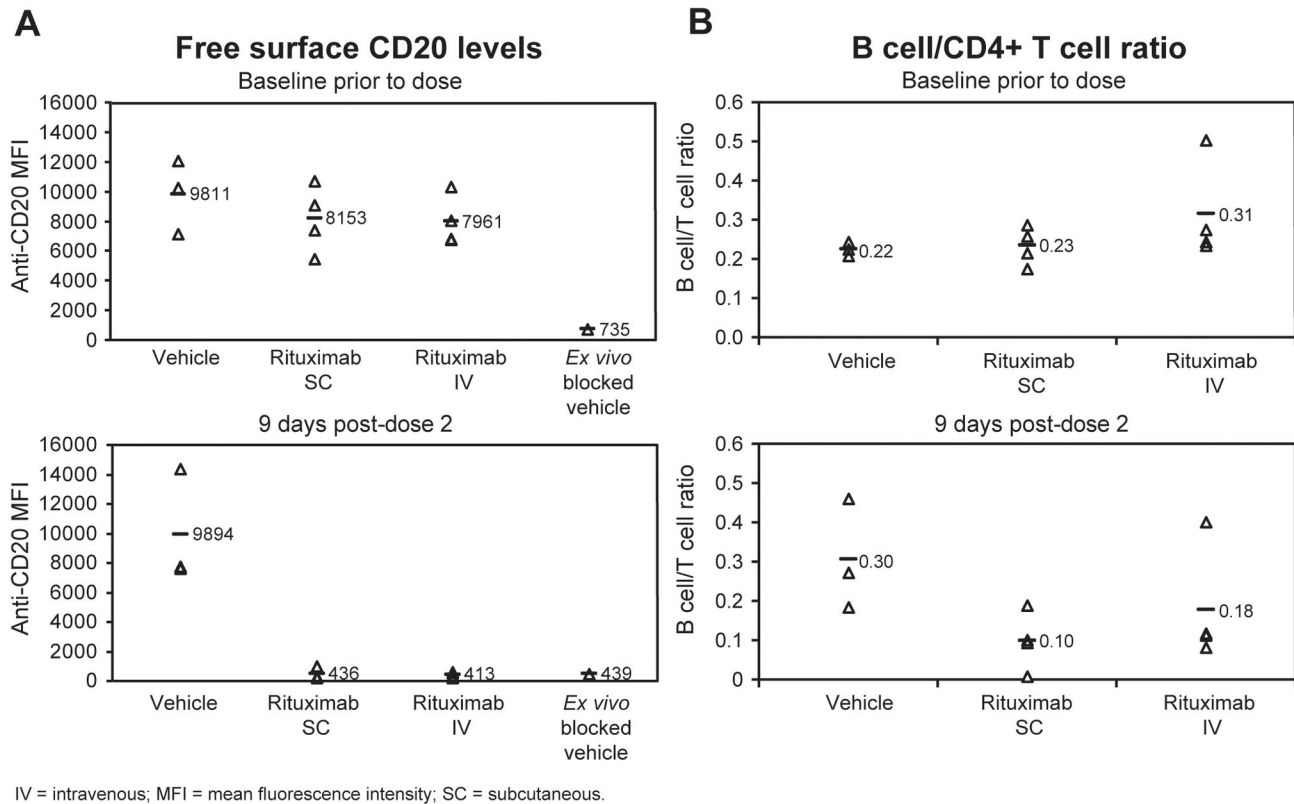 A
Free surface CD20 levels
Baseline prior to dose
Anti-CD20 MFI
16000
14000
12000
10000
8000
6000
4000
2000
0
9811
8153
7961
735
Vehicle
Rituximab
SC
Rituximab
IV
Ex vivo
blocked
vehicle
9 days post-dose 2
Anti-CD20 MFI
16000
14000
12000
10000
8000
6000
4000
2000
0
9894
436
413
439
Vehicle
Rituximab
SC
Rituximab
IV
Ex vivo
blocked
vehicle
B
B cell/CD4+ T cell ratio
Baseline prior to dose
B cell/T cell ratio
0.6
0.5
0.4
0.3
0.2
0.1
0.0
0.22
0.23
0.31
Vehicle
Rituximab
SC
Rituximab
IV
9 days post-dose 2
B cell/T cell ratio
0.6
0.5
0.4
0.3
0.2
0.1
0
0.30
0.10
0.18
Vehicle
Rituximab
SC
Rituximab
IV
IV = intravenous; MFI = mean fluorescence intensity; SC = subcutaneous.